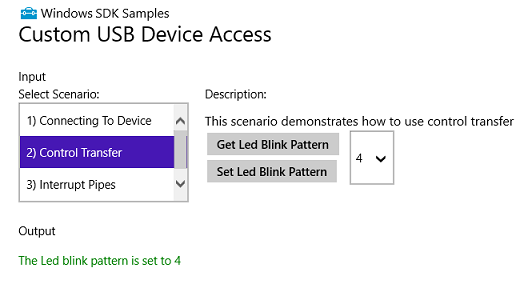 Windows SDK Samples
Custom USB Device Access
Input
Select Scenario:
Description:
1) Connecting To Device
2) Control Transfer
3) Interrupt Pipes
This scenario demonstrates how to use control transfer
Get Led Blink Pattern
Set Led Blink Pattern
4
Output
The Led blink pattern is set to 4